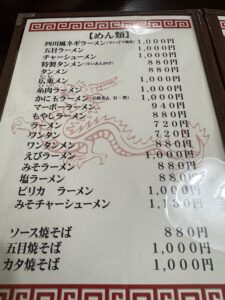 【めん類】
四川風ネギラーメン 1,000円
五目ラーメン 1,000円
チャーシューメン 1,000円
特製タンメン 880円
タンメン 880円
広東メン 1,000円
糸肉ラーメン 1,000円
かに玉ラーメン 1,000円
マーボーラーメン 940円
もやしラーメン 880円
ラーメン 720円
ワンタン 720円
ワンタンメン 880円
えびラーメン 1,000円
みそラーメン 880円
塩ラーメン 880円
ピリカ ラーメン 1,000円
みそチャーシューメン
ソース焼そば 880円
五目焼そば 1,000円
カタ焼そば 1,000円